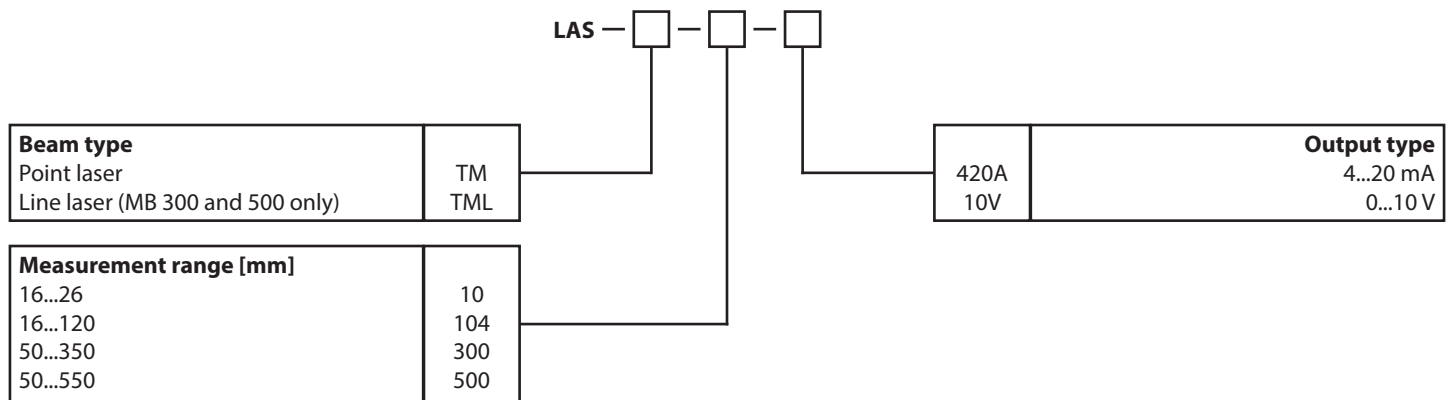 LAS — □ — □ — □
Beam type
Point laser TM
Line laser (MB 300 and 500 only) TML
Output type
420A 4...20 mA
10V 0...10 V
Measurement range [mm]
16...26 10
16...120 104
50...350 300
50...550 500